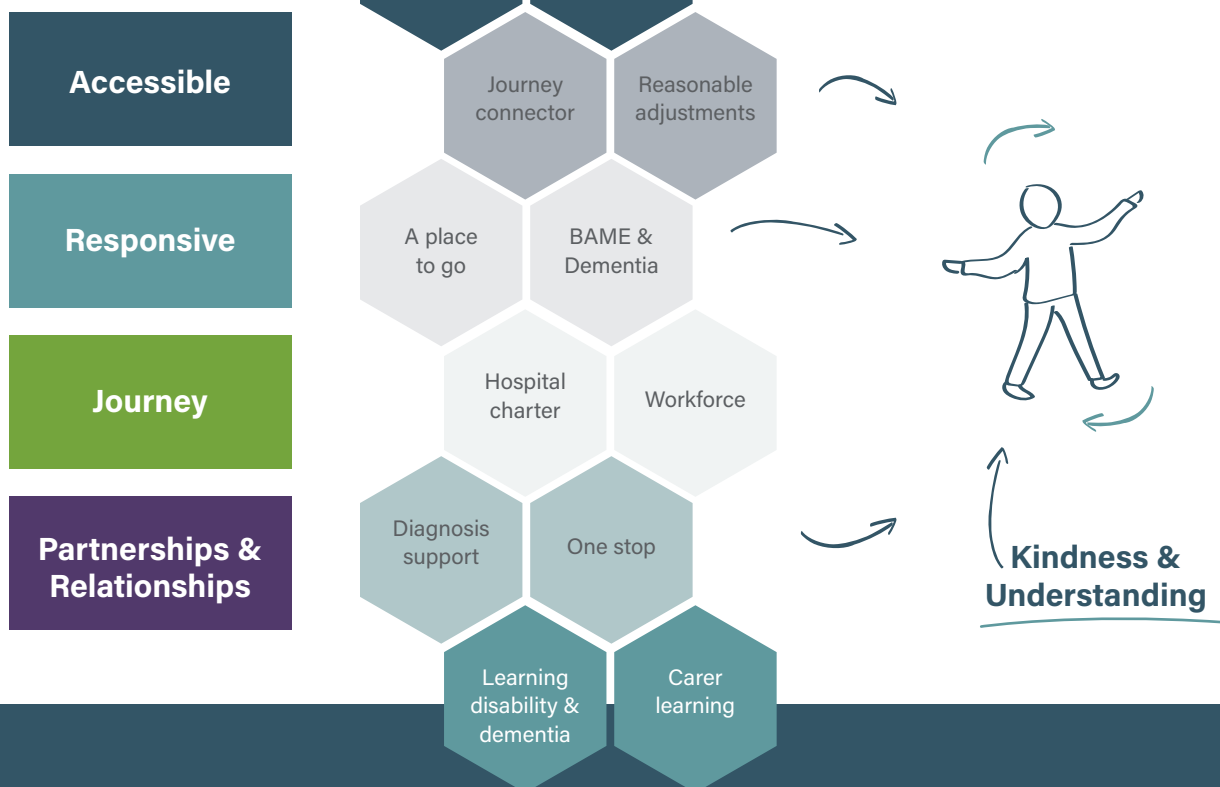 Accessible
Responsive
Journey
Partnerships &
Relationships
Journey
connector
Reasonable
adjustments
A place
to go
BAME &
Dementia
Hospital
charter
Workforce
Diagnosis
support
One stop
Learning
disability &
dementia
Carer
learning
Kindness &
Understanding